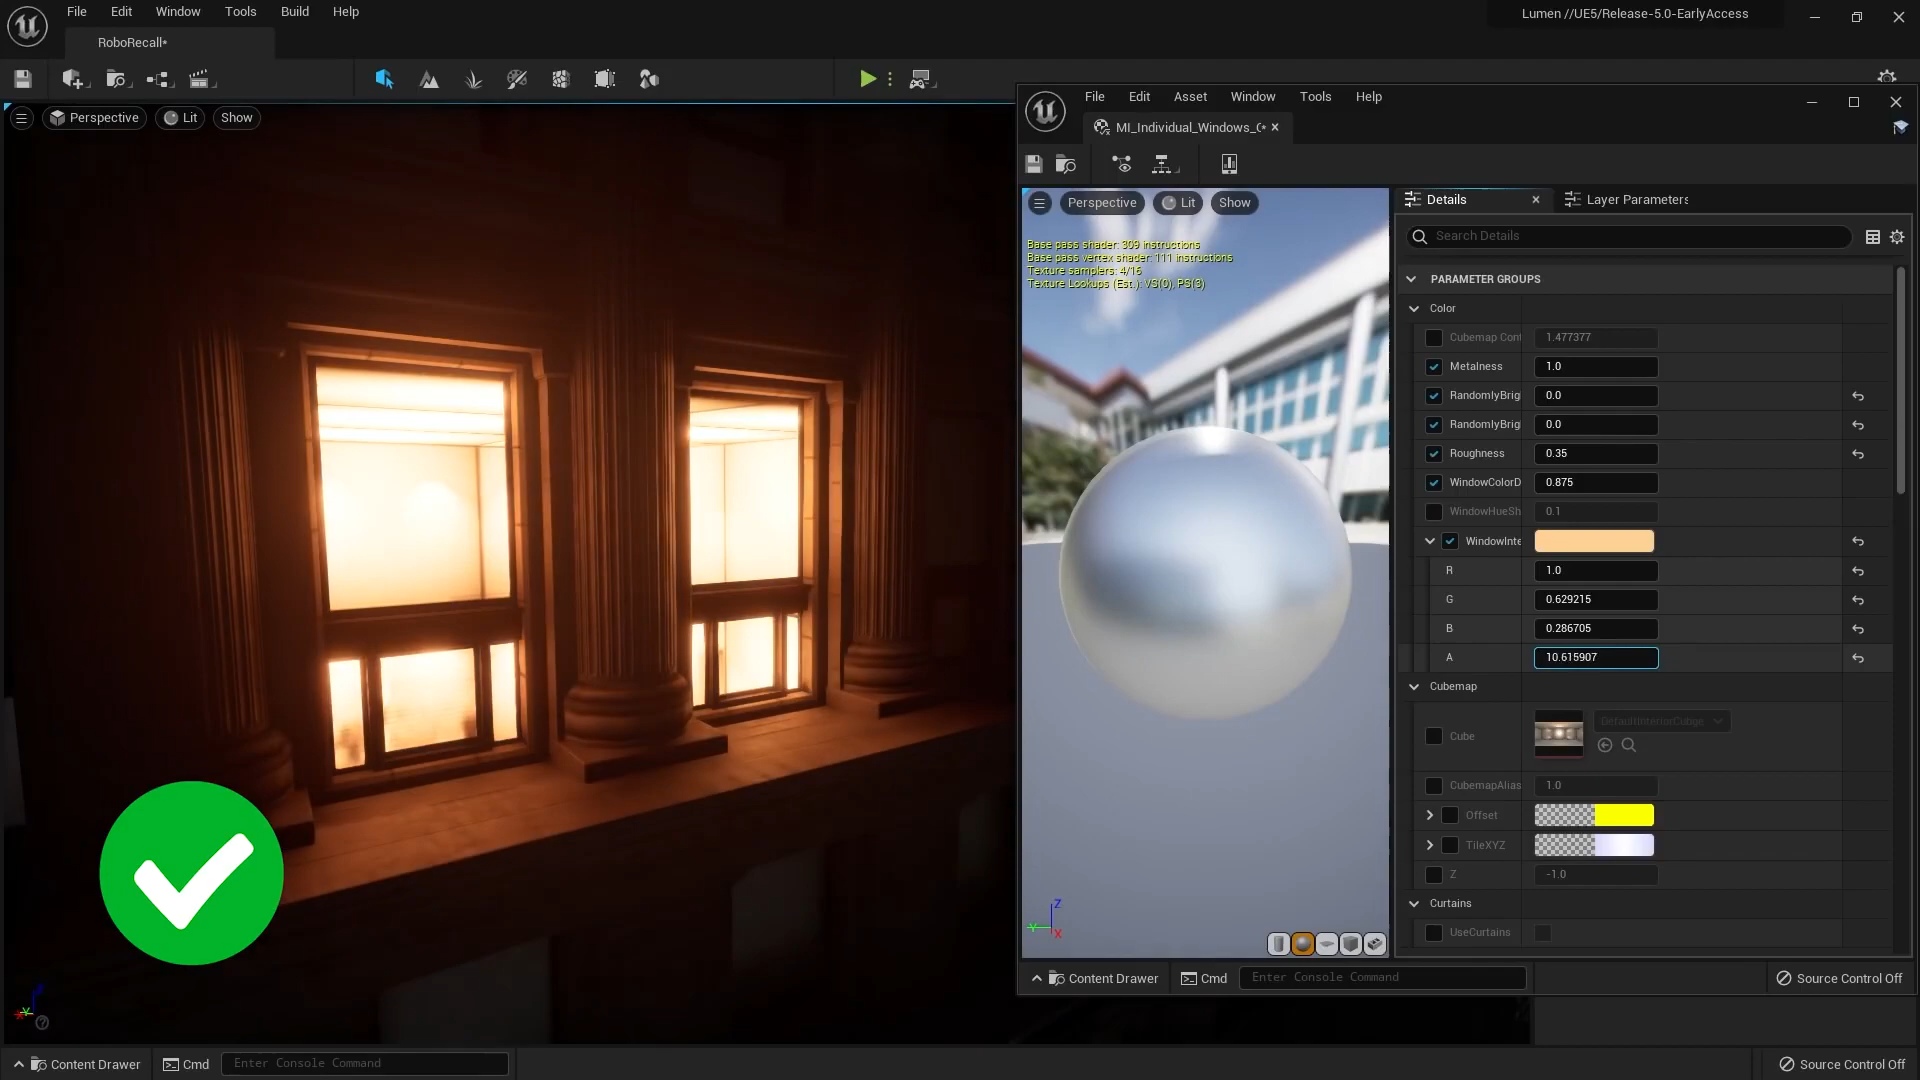 File Edit Window Tools Build Help
Lumen //UE5/Release-5.0-EarlyAccess
RoboRecall*
Perspective Lit Show
File Edit Asset Window Tools Help
MI_Individual_Windows_
Perspective Lit Show
Base pass shader: 309 instructions
Base pass vertex shader: 111 instructions
Texture samplers: 4/16
Texture Lookups (Est.): VS(0), PS(3)
Details
Layer Parameters
Search Details
PARAMETER GROUPS
Color
Cubemap Cont 1.477377
Metalness 1.0
RandomlyBrig 0.0
RandomlyBrig 0.0
Roughness 0.35
WindowColorD 0.875
WindowHueSh 0.1
WindowInte
R 1.0
G 0.629215
B 0.286705
A 10.615907
Cubemap
Cube DefaultInteriorCubge
CubemapAlias 1.0
Offset
TileXYZ
Z -1.0
Curtains
UseCurtains
Z
Y
X
Content Drawer Cmd Enter Console Command Source Control Off
Y
X
Content Drawer Cmd Enter Console Command Source Control Off